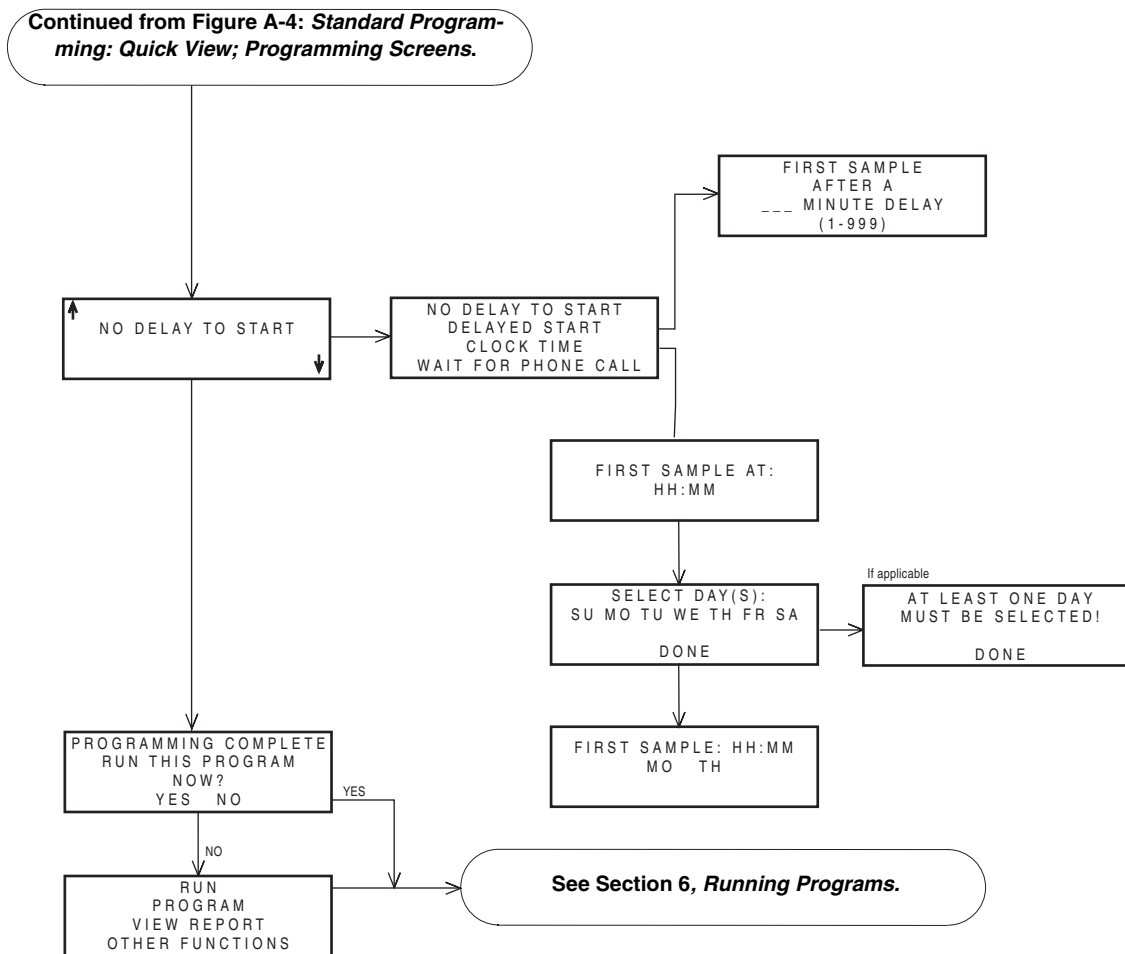 Continued from Figure A-4: Standard Program-
ming: Quick View; Programming Screens.
FIRST SAMPLE
AFTER A
___ MINUTE DELAY
(1-999)
NO DELAY TO START
NO DELAY TO START
DELAYED START
CLOCK TIME
WAIT FOR PHONE CALL
FIRST SAMPLE AT:
HH:MM
SELECT DAY(S):
SU MO TU WE TH FR SA
DONE
If applicable
AT LEAST ONE DAY
MUST BE SELECTED!
DONE
FIRST SAMPLE: HH:MM
MO TH
PROGRAMMING COMPLETE
RUN THIS PROGRAM
NOW?
YES NO
YES
NO
RUN
PROGRAM
VIEW REPORT
OTHER FUNCTIONS
See Section 6, Running Programs.